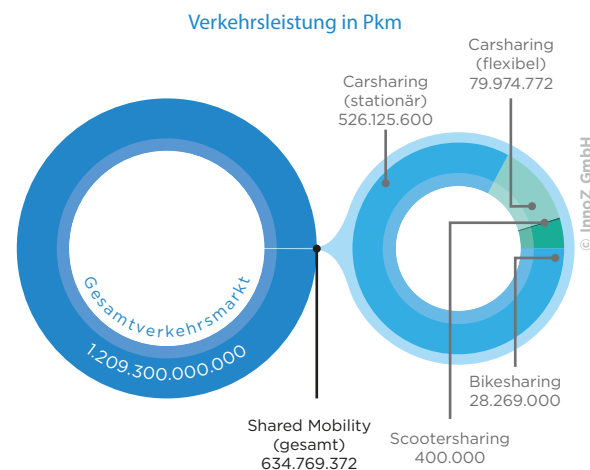 Verkehrsleistung in Pkm
Carsharing
(flexibel)
79.974.772
Carsharing
(stationär)
526.125.600
© InnoZ GmbH
Gesamtverkehrsmarkt
1.209.300.000.000
Bikesharing
28.269.000
Shared Mobility
(gesamt)
634.769.372
Scootersharing
400.000